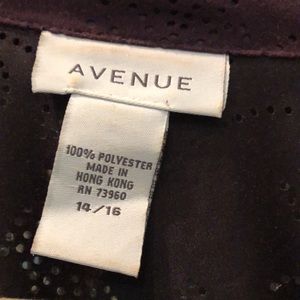 AVENUE
100% POLYESTER
MADE IN
HONG KONG
RN 73960
14/16